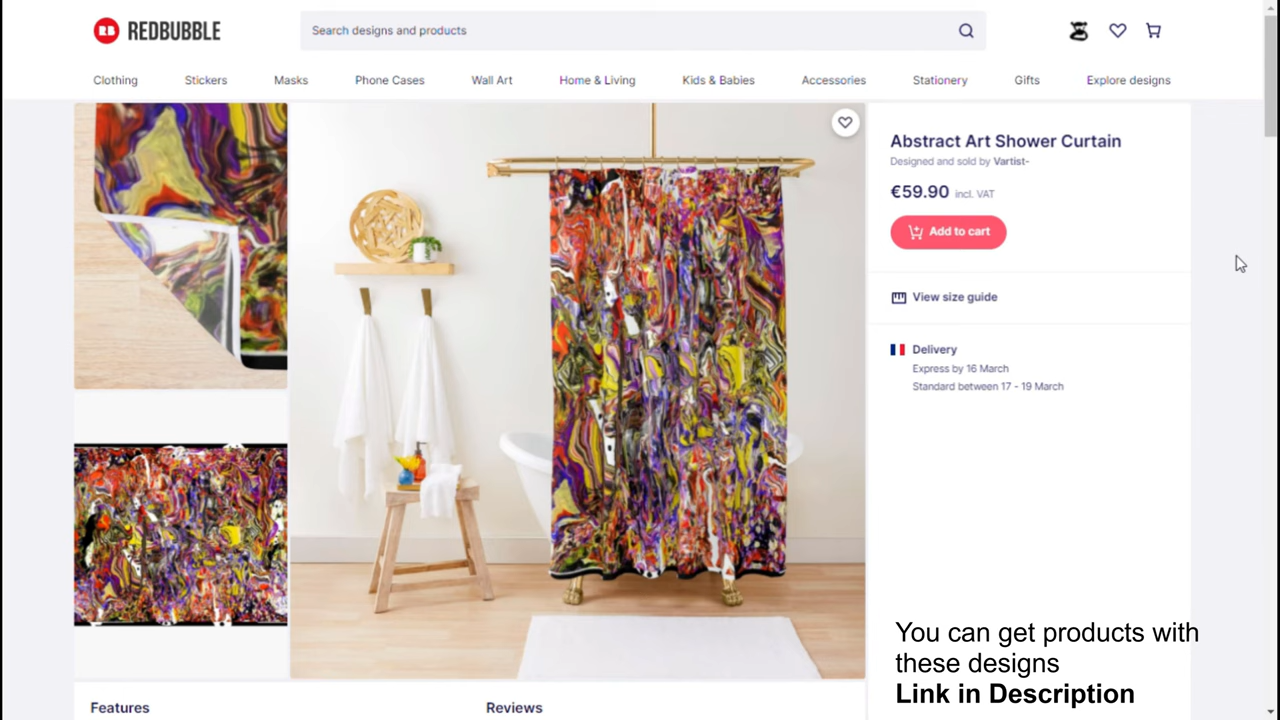 RB REDBUBBLE
Search designs and products
Clothing
Stickers
Masks
Phone Cases
Wall Art
Home & Living
Kids & Babies
Accessories
Stationery
Gifts
Explore designs
Abstract Art Shower Curtain
Designed and sold by Vartist-
€59.90 incl. VAT
Add to cart
View size guide
Delivery
Express by 16 March
Standard between 17 - 19 March
You can get products with
these designs
Link in Description
Features
Reviews